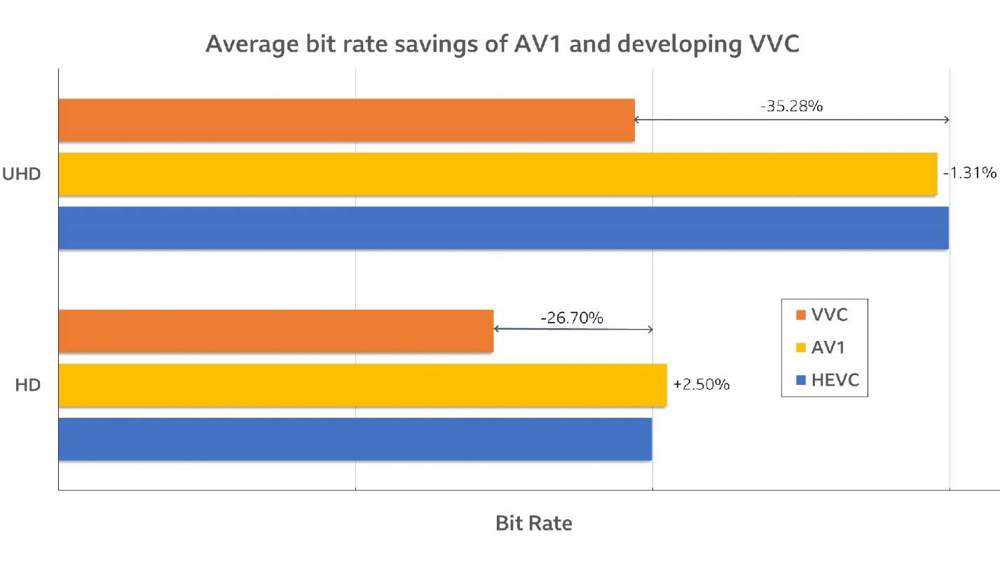 Average bit rate savings of AV1 and developing VVC
-35.28%
UHD
-1.31%
-26.70%
HD
+2.50%
VVC
AV1
HEVC
Bit Rate